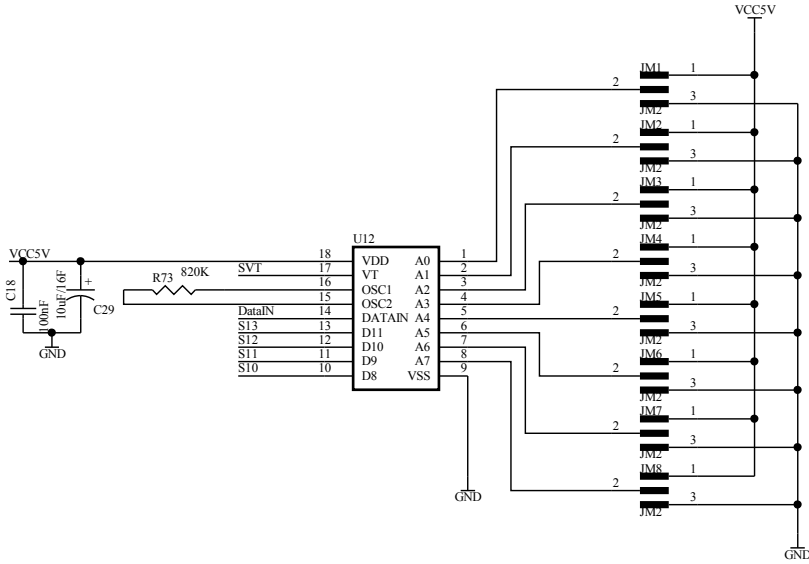 VCC5V
JM1
1
2
3
JM2
JM2
1
2
3
JM2
JM3
1
2
3
JM2
JM4
1
2
3
JM2
JM5
1
2
3
JM2
JM6
1
2
3
JM2
JM7
1
2
3
JM2
JM8
1
2
3
JM2
GND
VCC5V
C18
100nF
10uF/16F
+
C29
GND
R73 820K
U12
18 VDD A0 1
SVT 17 VT A1 2
16 OSC1 A2 3
15 OSC2 A3 4
DataIN 14 DATAIN A4 5
S13 13 D11 A5 6
S12 12 D10 A6 7
S11 11 D9 A7 8
S10 10 D8 VSS 9
GND